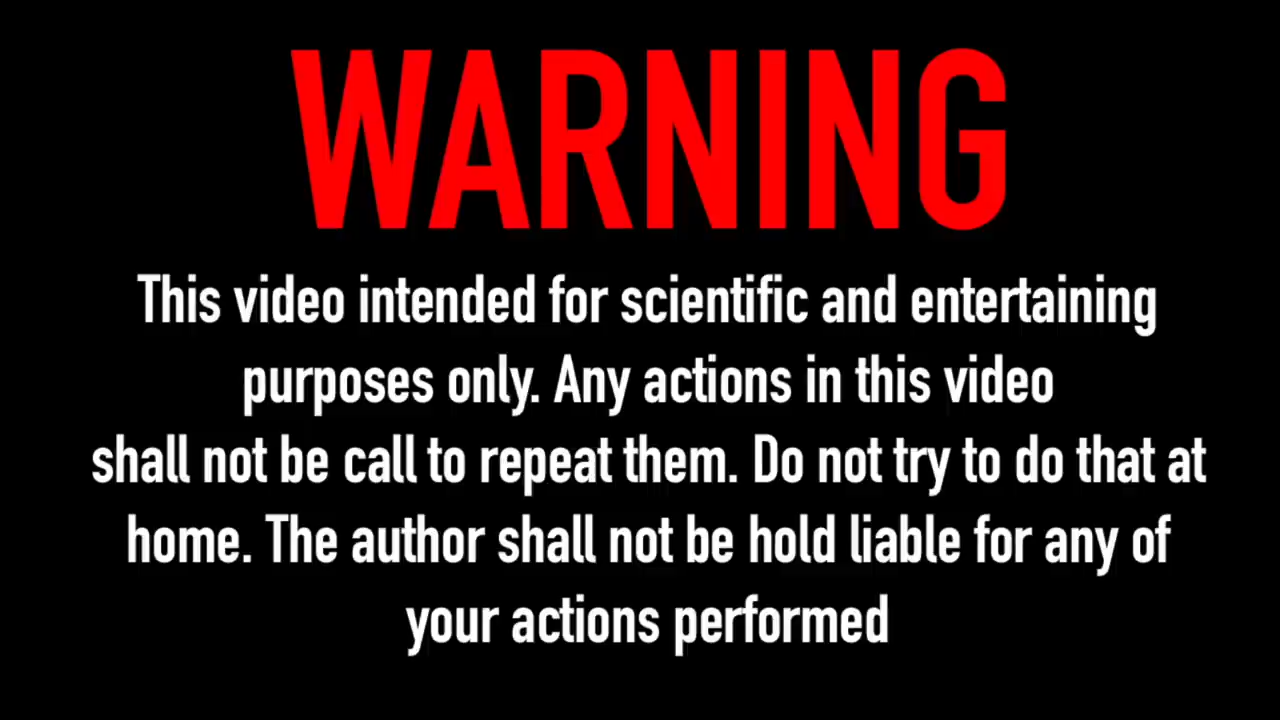 WARNING
This video intended for scientific and entertaining
purposes only. Any actions in this video
shall not be call to repeat them. Do not try to do that at
home. The author shall not be hold liable for any of
your actions performed